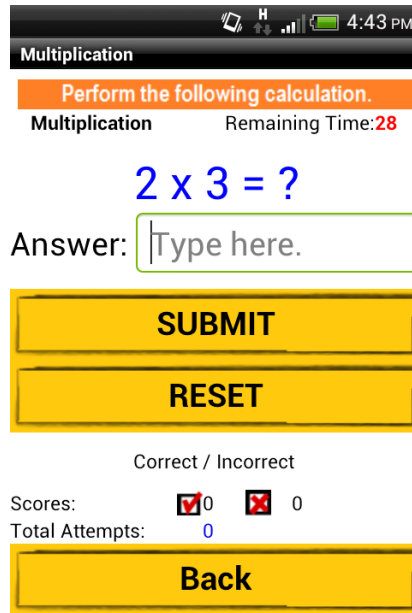 H 4:43 PM
Multiplication
Perform the following calculation.
Multiplication Remaining Time:28
2 x 3 = ?
Answer: Type here.
SUBMIT
RESET
Correct / Incorrect
Scores: 0 0
Total Attempts: 0
Back